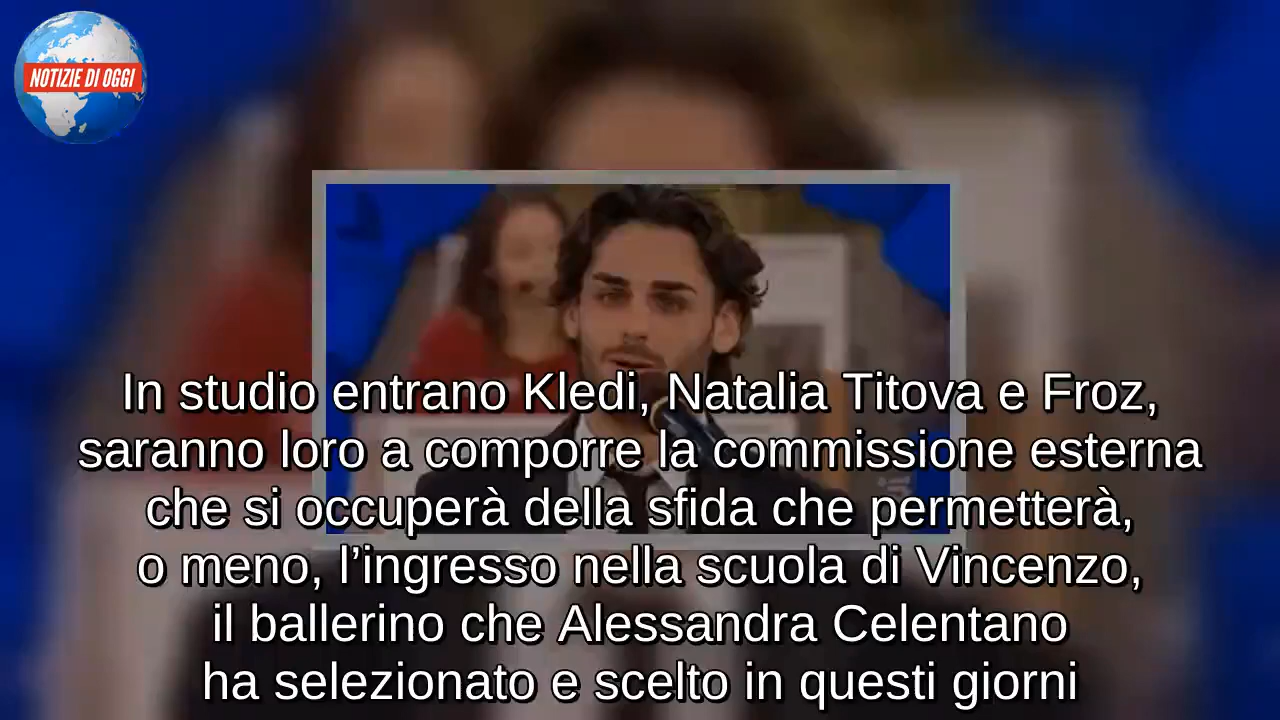 NOTIZIE DI OGGI
In studio entrano Kledi, Natalia Titova e Froz,
saranno loro a comporre la commissione esterna
che si occuperà della sfida che permetterà,
o meno, l’ingresso nella scuola di Vincenzo,
il ballerino che Alessandra Celentano
ha selezionato e scelto in questi giorni